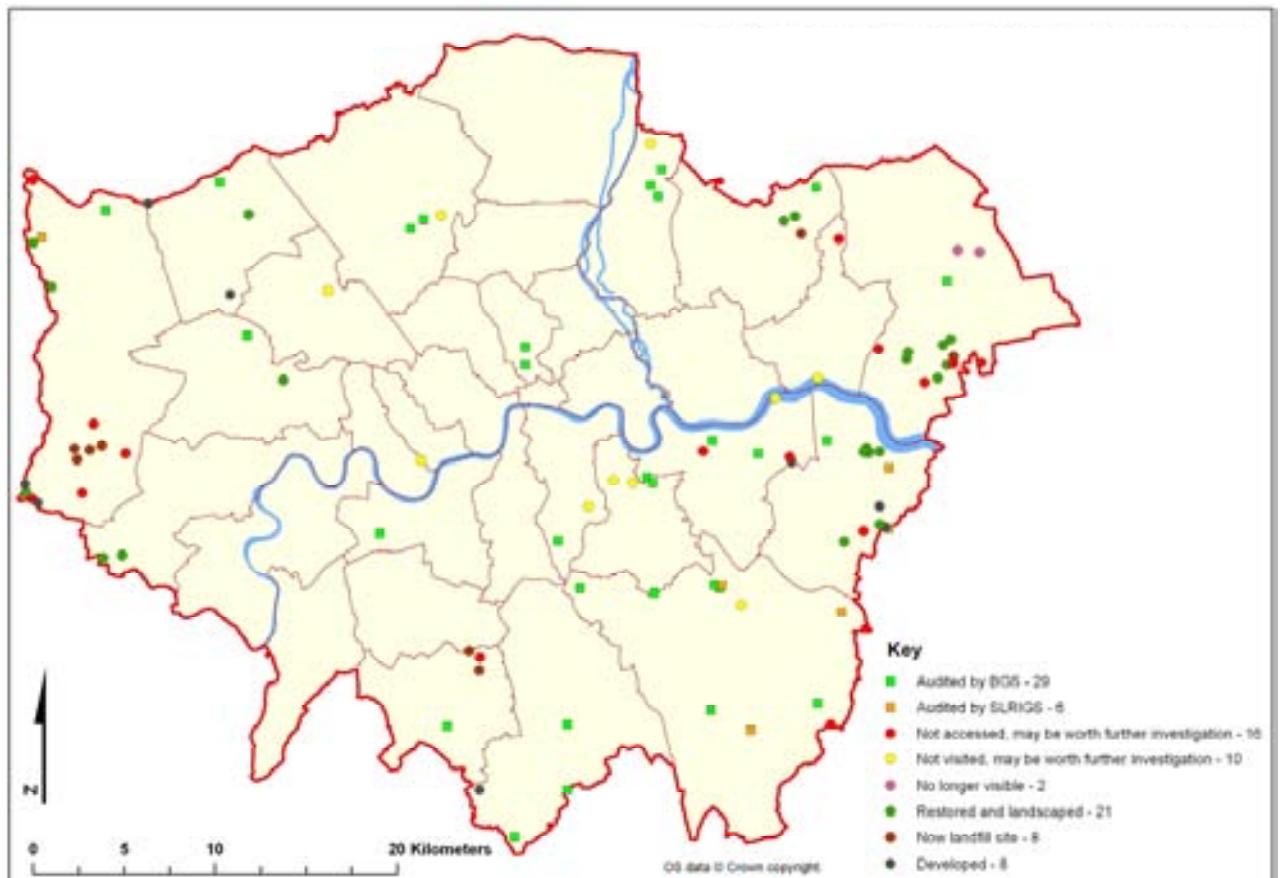 Key
Audited by BGS - 29
Audited by SLRIGS - 6
Not accessed, may be worth further investigation - 16
Not visited, may be worth further investigation - 10
No longer visible - 2
Restored and landscaped - 21
Now landfill site - 8
Developed - 8
N
0 5 10 20 Kilometers
OS data © Crown copyright.